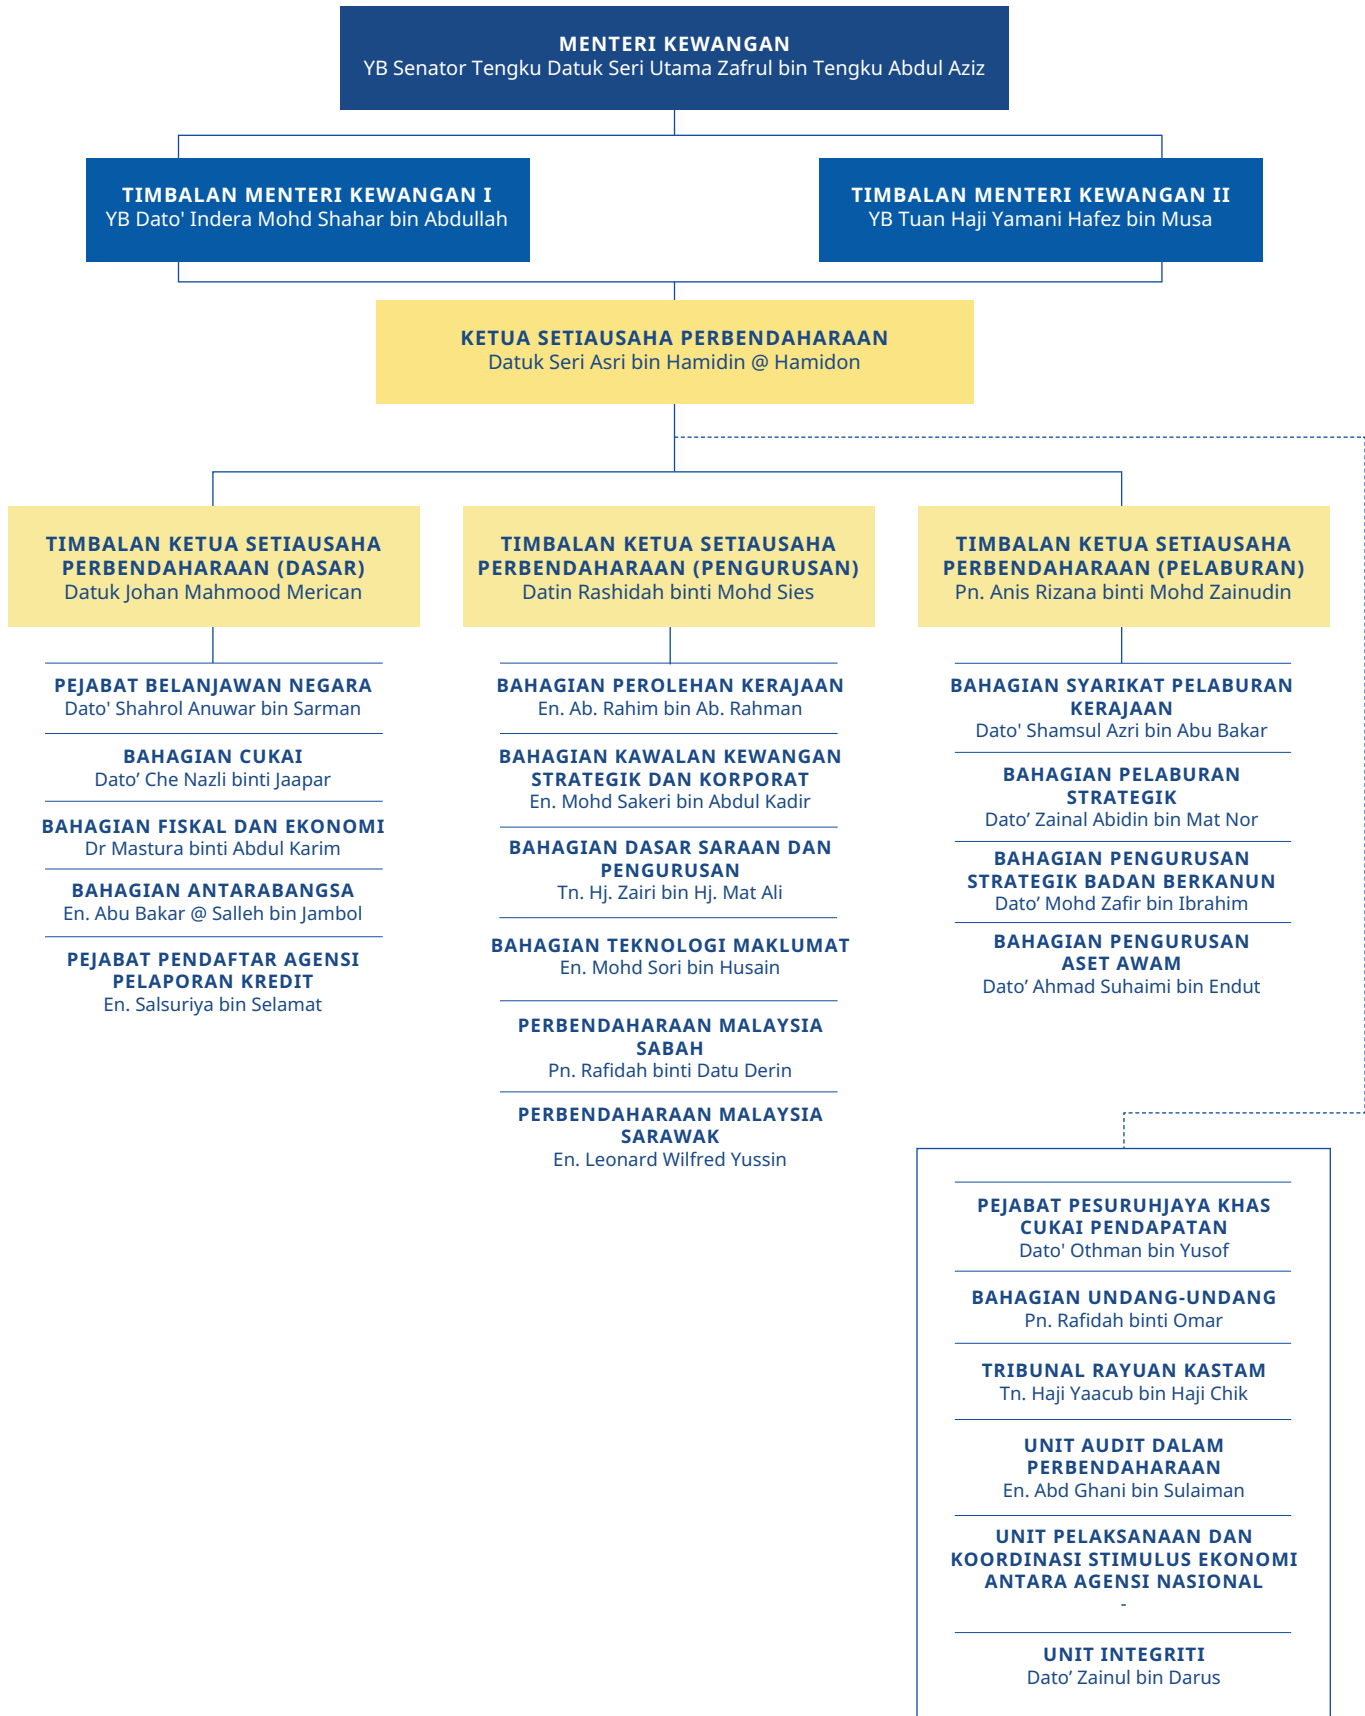 MENTERI KEWANGAN
YB Senator Tengku Datuk Seri Utama Zafrul bin Tengku Abdul Aziz
TIMBALAN MENTERI KEWANGAN I
YB Dato' Indera Mohd Shahar bin Abdullah
TIMBALAN MENTERI KEWANGAN II
YB Tuan Haji Yamani Hafez bin Musa
KETUA SETIAUSAHA PERBENDAHARAAN
Datuk Seri Asri bin Hamidin @ Hamidon
TIMBALAN KETUA SETIAUSAHA
PERBENDAHARAAN (DASAR)
Datuk Johan Mahmood Merican
PEJABAT BELANJAWAN NEGARA
Dato' Shahrol Anuwar bin Sarman
BAHAGIAN CUKAI
Dato’ Che Nazli binti Jaapar
BAHAGIAN FISKAL DAN EKONOMI
Dr Mastura binti Abdul Karim
BAHAGIAN ANTARABANGSA
En. Abu Bakar @ Salleh bin Jambol
PEJABAT PENDAFTAR AGENSI
PELAPORAN KREDIT
En. Salsuriya bin Selamat
TIMBALAN KETUA SETIAUSAHA
PERBENDAHARAAN (PENGURUSAN)
Datin Rashidah binti Mohd Sies
BAHAGIAN PEROLEHAN KERAJAAN
En. Ab. Rahim bin Ab. Rahman
BAHAGIAN KAWALAN KEWANGAN
STRATEGIK DAN KORPORAT
En. Mohd Sakeri bin Abdul Kadir
BAHAGIAN DASAR SARAAN DAN
PENGURUSAN
Tn. Hj. Zairi bin Hj. Mat Ali
BAHAGIAN TEKNOLOGI MAKLUMAT
En. Mohd Sori bin Husain
PERBENDAHARAAN MALAYSIA
SABAH
Pn. Rafidah binti Datu Derin
PERBENDAHARAAN MALAYSIA
SARAWAK
En. Leonard Wilfred Yussin
TIMBALAN KETUA SETIAUSAHA
PERBENDAHARAAN (PELABURAN)
Pn. Anis Rizana binti Mohd Zainudin
BAHAGIAN SYARIKAT PELABURAN
KERAJAAN
Dato' Shamsul Azri bin Abu Bakar
BAHAGIAN PELABURAN
STRATEGIK
Dato’ Zainal Abidin bin Mat Nor
BAHAGIAN PENGURUSAN
STRATEGIK BADAN BERKANUN
Dato’ Mohd Zafir bin Ibrahim
BAHAGIAN PENGURUSAN
ASET AWAM
Dato’ Ahmad Suhaimi bin Endut
PEJABAT PESURUHJAYA KHAS
CUKAI PENDAPATAN
Dato' Othman bin Yusof
BAHAGIAN UNDANG-UNDANG
Pn. Rafidah binti Omar
TRIBUNAL RAYUAN KASTAM
Tn. Haji Yaacub bin Haji Chik
UNIT AUDIT DALAM
PERBENDAHARAAN
En. Abd Ghani bin Sulaiman
UNIT PELAKSANAAN DAN
KOORDINASI STIMULUS EKONOMI
ANTARA AGENSI NASIONAL
-
UNIT INTEGRITI
Dato’ Zainul bin Darus